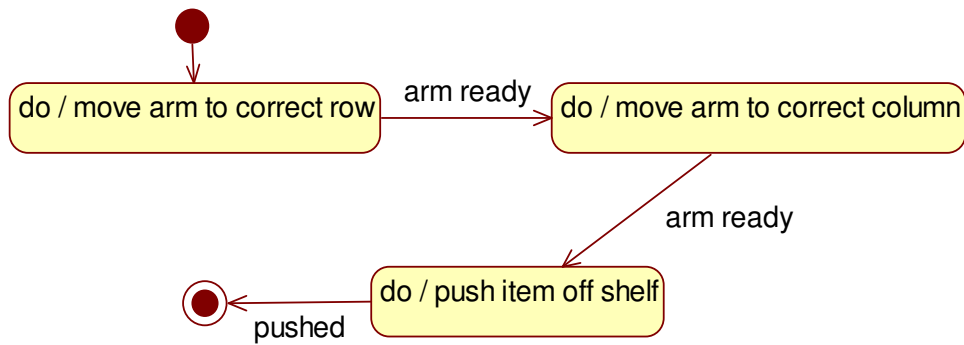 do / move arm to correct row
arm ready
do / move arm to correct column
arm ready
do / push item off shelf
pushed